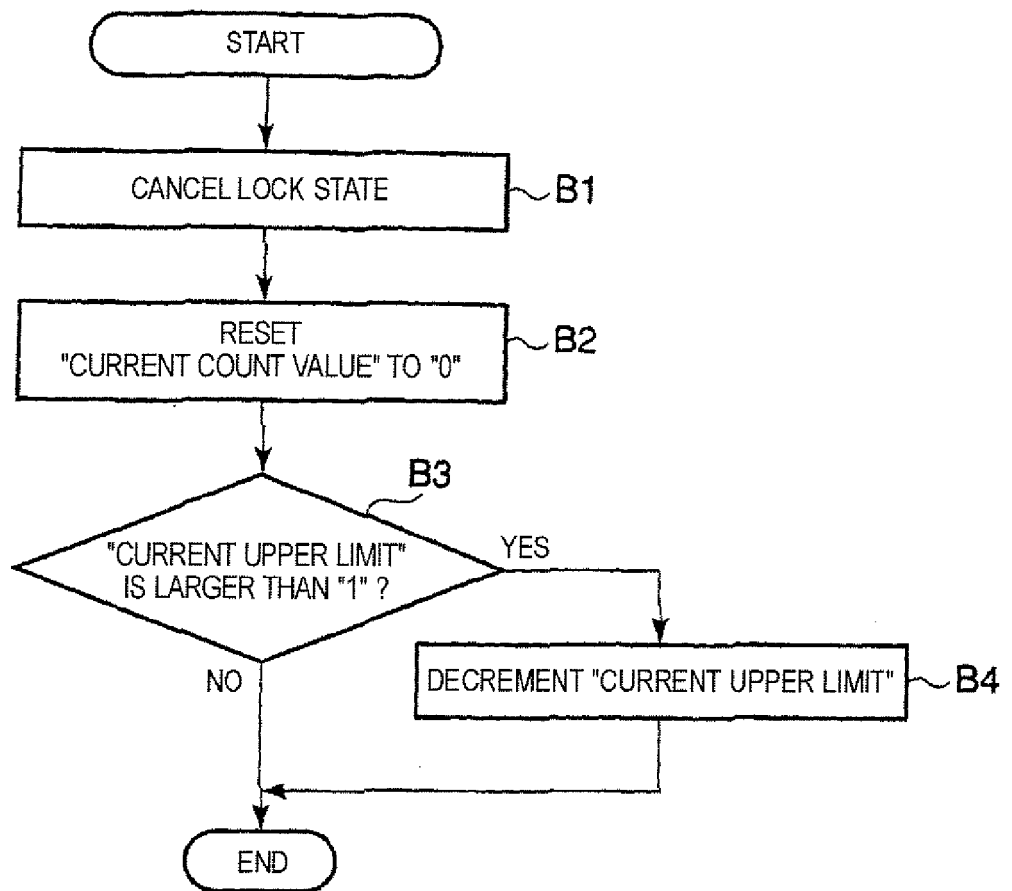 START
CANCEL LOCK STATE
B1
RESET
"CURRENT COUNT VALUE" TO "0"
B2
B3
"CURRENT UPPER LIMIT"
IS LARGER THAN "1" ?
YES
NO
DECREMENT "CURRENT UPPER LIMIT"
B4
END